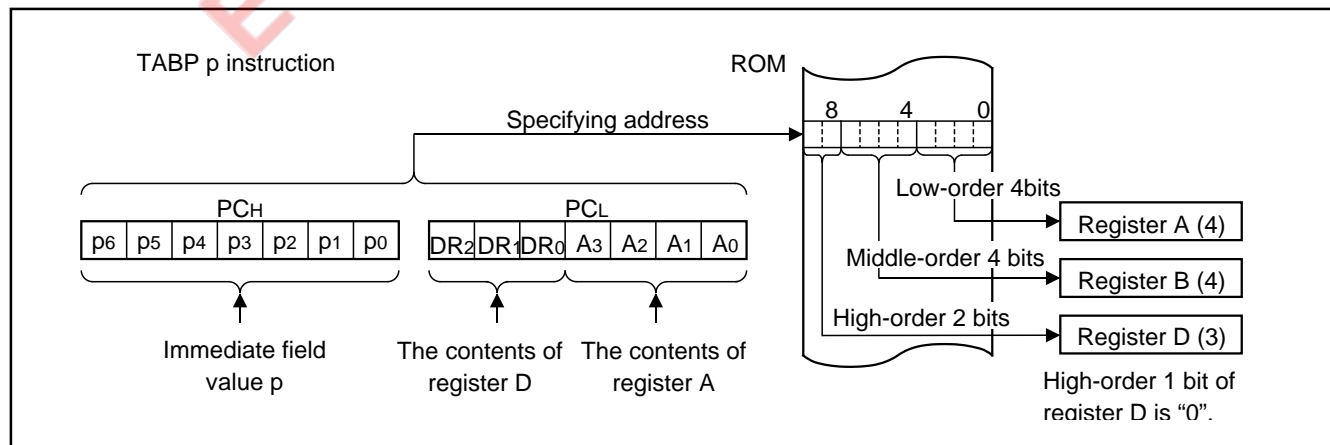 TABP p instruction
ROM
8 4 0
Specifying address
Low-order 4bits
PCH
PCL
p6 p5 p4 p3 p2 p1 p0
DR2 DR1 DR0 A3 A2 A1 A0
Register A (4)
Middle-order 4 bits
Register B (4)
High-order 2 bits
Register D (3)
Immediate field
value p
The contents of
register D
The contents of
register A
High-order 1 bit of
register D is “0”.